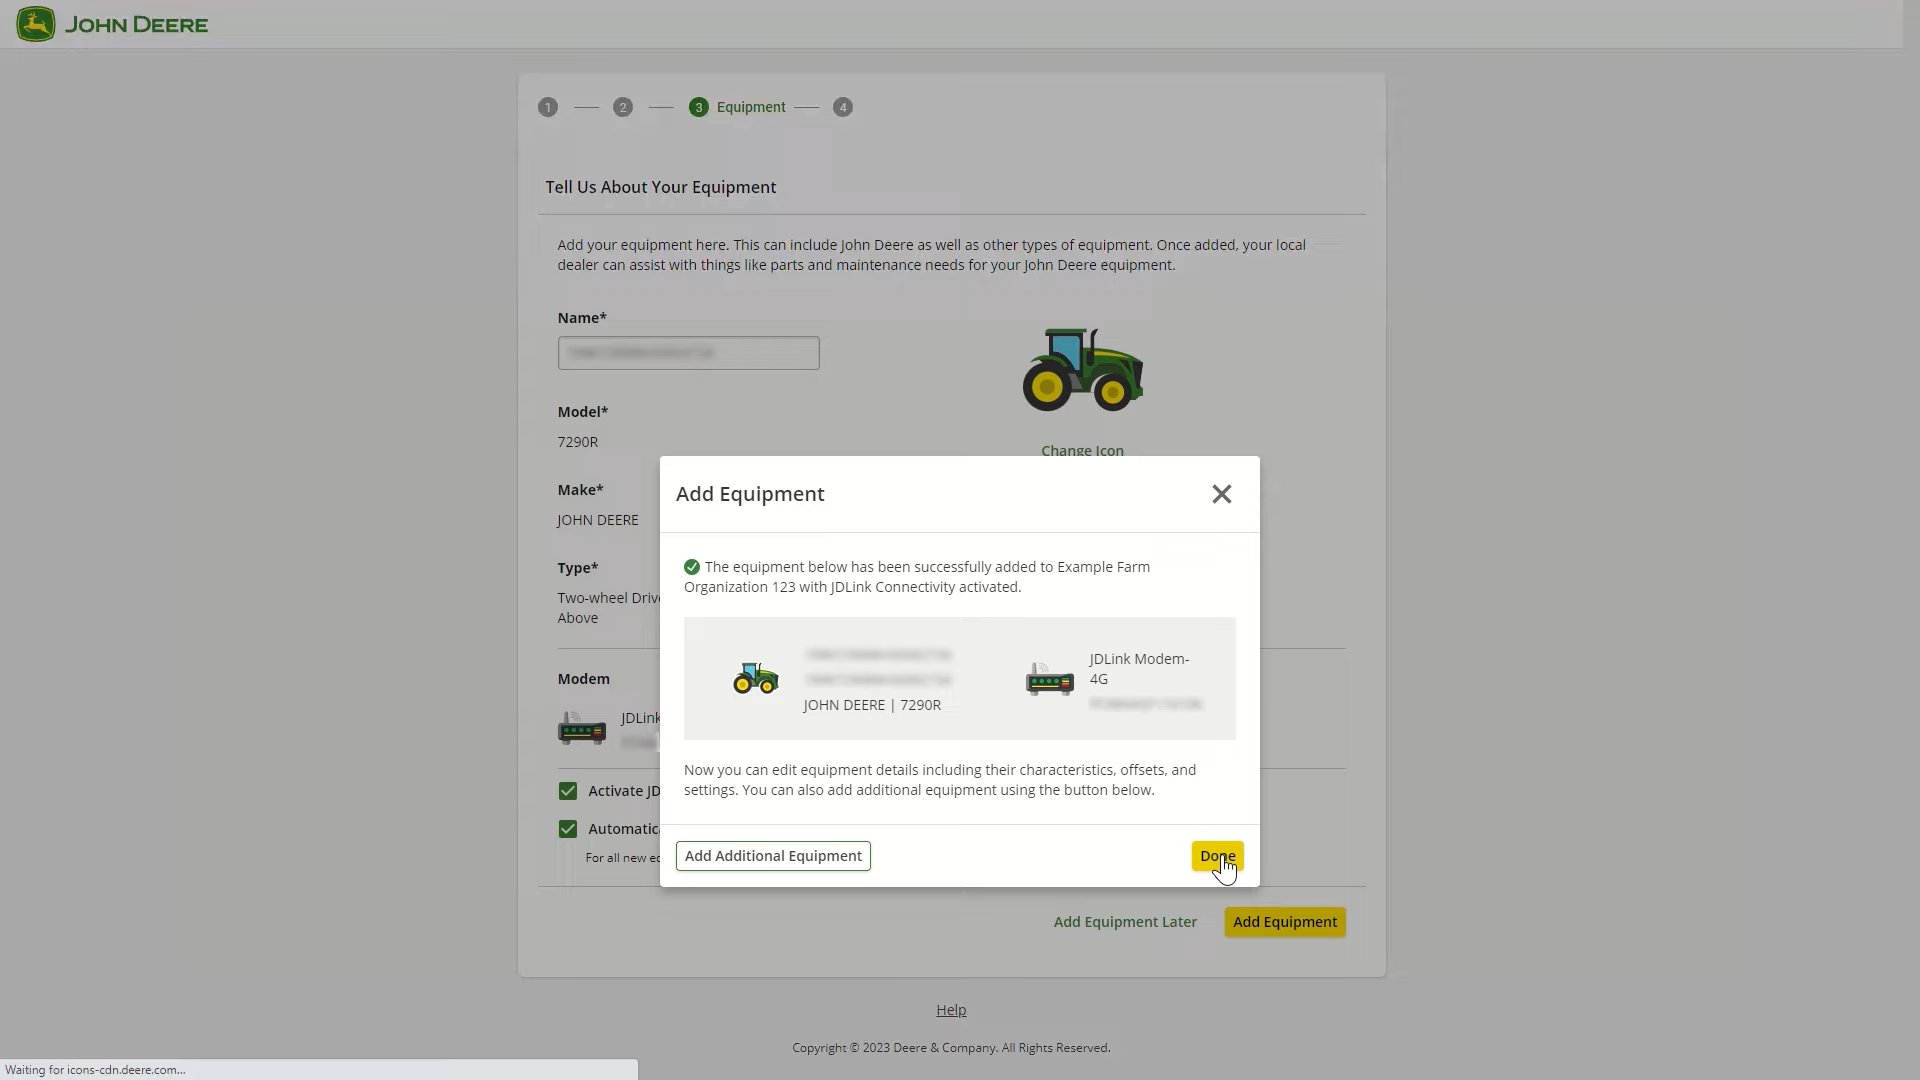 JOHN DEERE
1
2
3 Equipment
4
Tell Us About Your Equipment
Add your equipment here. This can include John Deere as well as other types of equipment. Once added, your local
dealer can assist with things like parts and maintenance needs for your John Deere equipment.
Name*
Model*
7290R
Change Icon
Make*
JOHN DEERE
Type*
Two-wheel Driv
Above
Modem
JDLink
Activate JD
Automatic
For all new
Add Equipment
The equipment below has been successfully added to Example Farm
Organization 123 with JDLink Connectivity activated.
JOHN DEERE | 7290R
JDLink Modem-
4G
Now you can edit equipment details including their characteristics, offsets, and
settings. You can also add additional equipment using the button below.
Add Additional Equipment
Done
Add Equipment Later
Add Equipment
Help
Copyright © 2023 Deere & Company. All Rights Reserved.
Waiting for icons-cdn.deere.com...